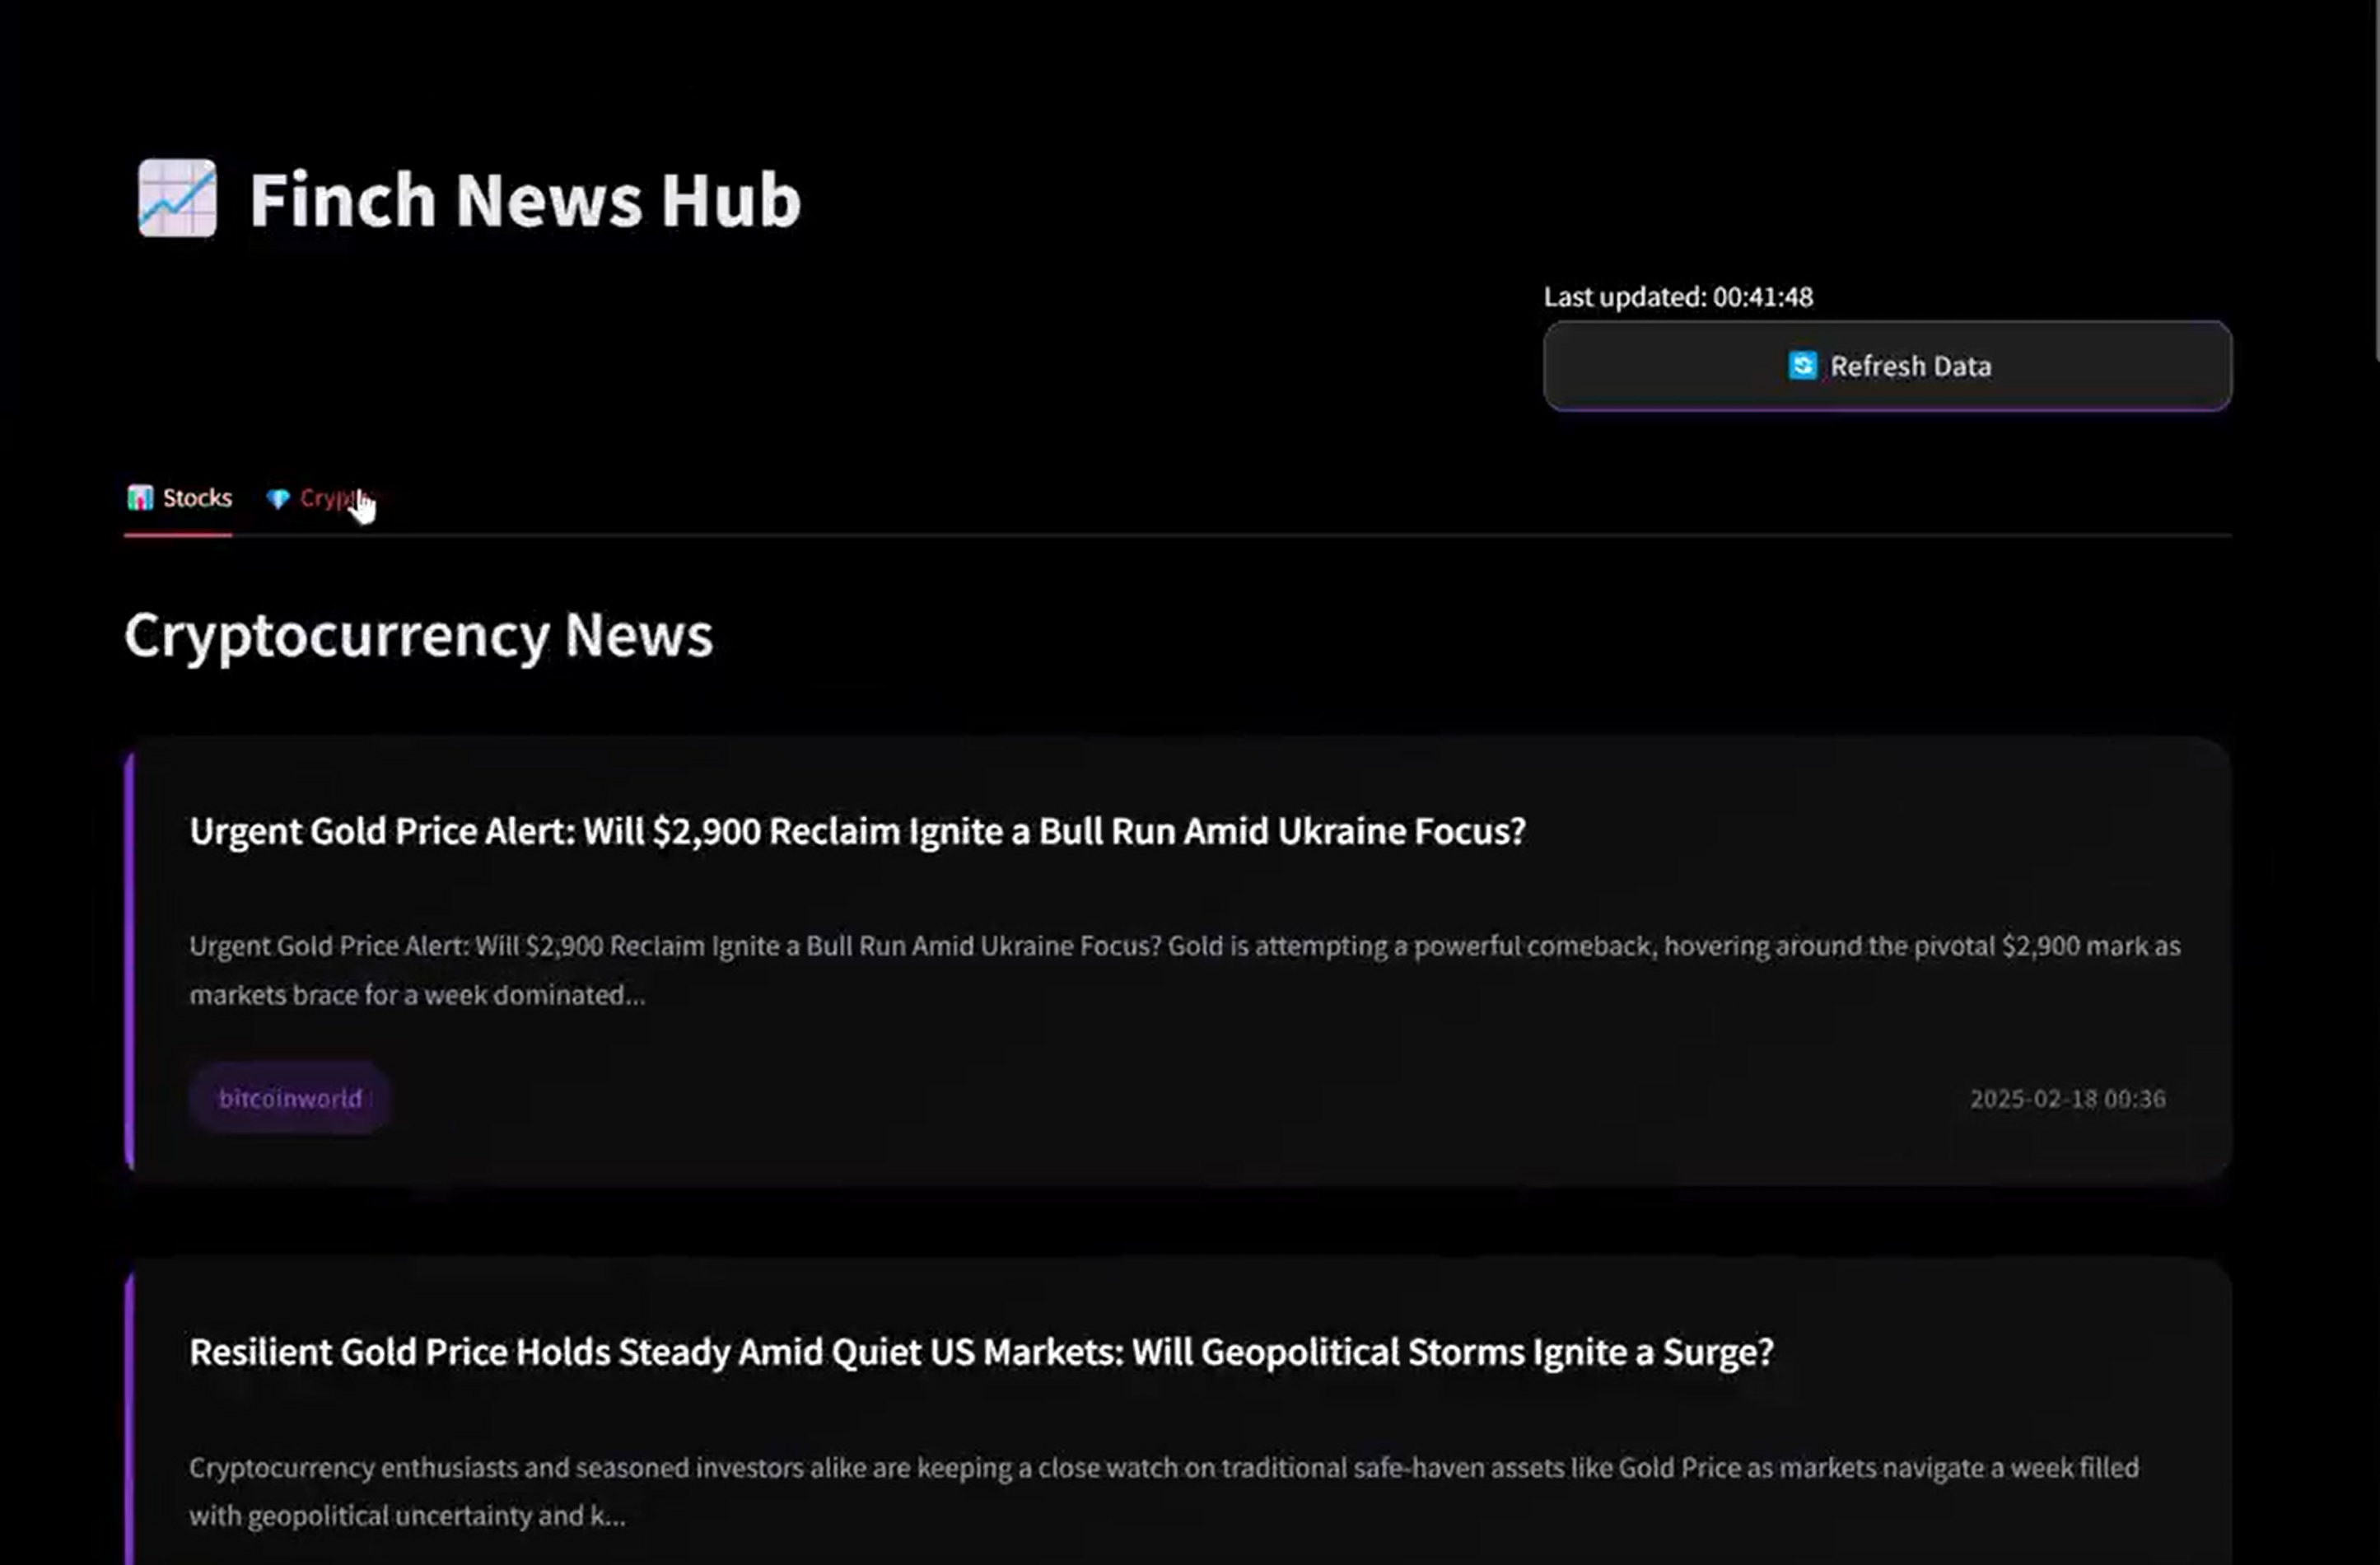 Finch News Hub
Last updated: 00:41:48
Refresh Data
Stocks
Cryptocurrency News
Urgent Gold Price Alert: Will $2,900 Reclaim Ignite a Bull Run Amid Ukraine Focus?
Urgent Gold Price Alert: Will $2,900 Reclaim Ignite a Bull Run Amid Ukraine Focus? Gold is attempting a powerful comeback, hovering around the pivotal $2,900 mark as
markets brace for a week dominated...
bitcoinworld
2025-02-18 00:36
Resilient Gold Price Holds Steady Amid Quiet US Markets: Will Geopolitical Storms Ignite a Surge?
Cryptocurrency enthusiasts and seasoned investors alike are keeping a close watch on traditional safe-haven assets like Gold Price as markets navigate a week filled
with geopolitical uncertainty and k...